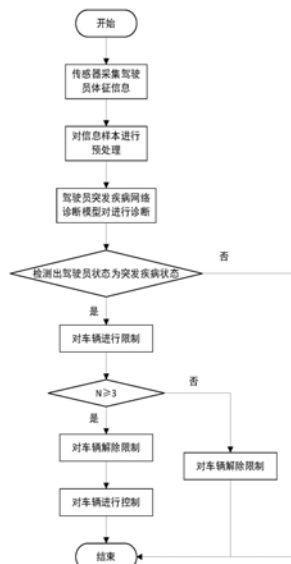 开始
传感器采集驾驶
员体征信息
对信息样本进行
预处理
驾驶员突发疾病网络
诊断模型对进行诊断
检测出驾驶员状态为突发疾病状态
否
是
对车辆进行限制
N≥3
否
是
对车辆解除限制
对车辆解除限制
对车辆进行控制
结束